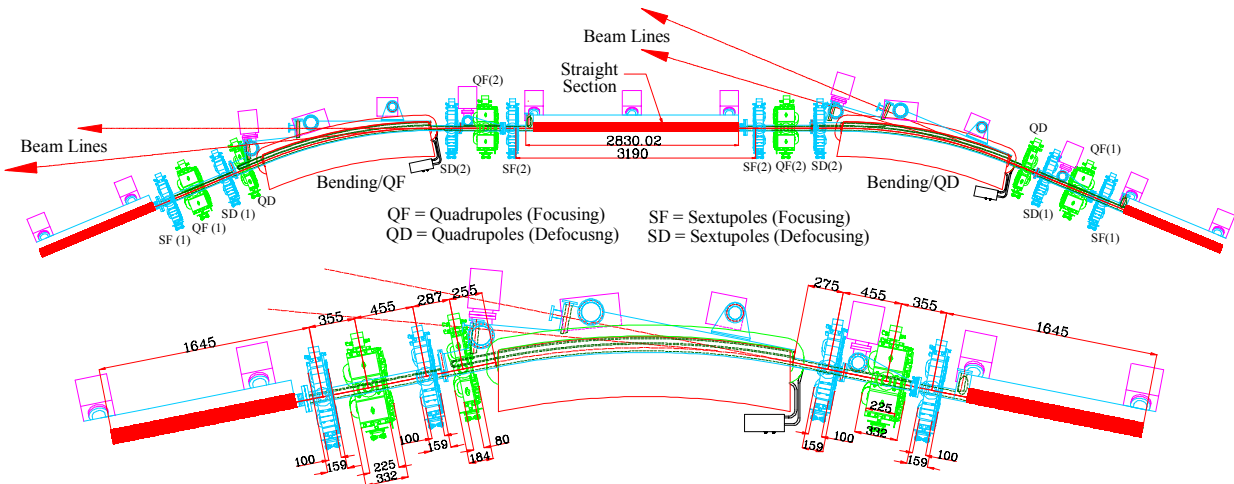 Beam Lines
Straight
Section
QF(2)
QD
QF(1)
Beam Lines
2830.02
3190
SD(2)
SF(2)
SF(2)
QF(2)
SD(2)
Bending/QF
Bending/QD
QD
SD (1)
QF (1)
SF (1)
SD(1)
SF(1)
QF = Quadrupoles (Focusing)
SF = Sextupoles (Focusing)
QD = Quadrupoles (Defocusng)
SD = Sextupoles (Defocusing)
1645
355
455
287
255
275
455
355
1645
100
159
225
332
100
159
184
80
159
100
225
332
159
100